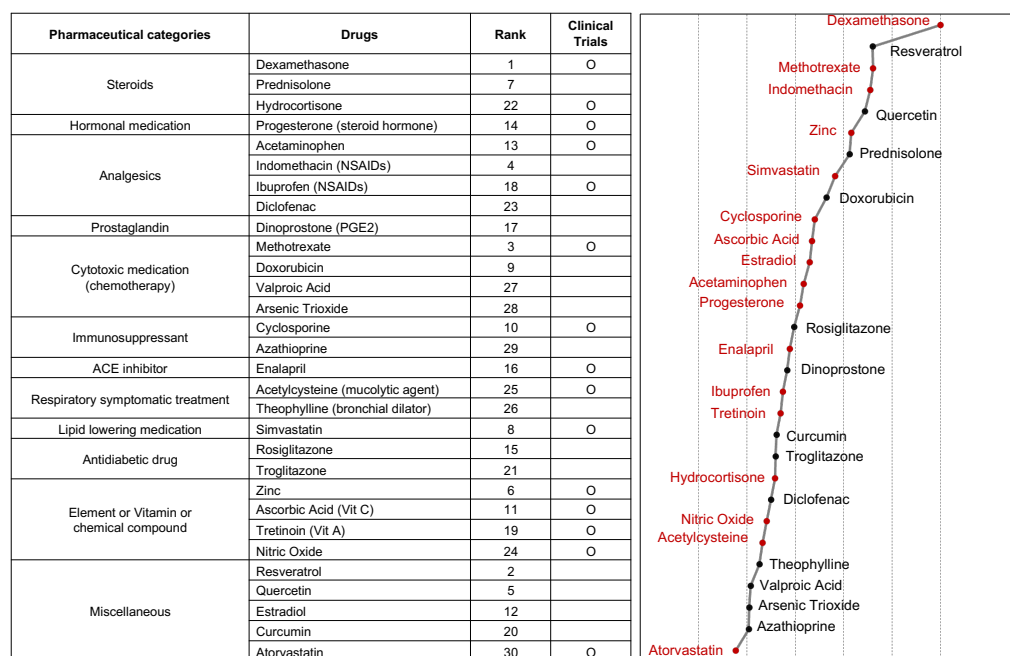 Pharmaceutical categories Drugs Rank Clinical Trials
Steroids
Dexamethasone 1 O
Prednisolone 7
Hydrocortisone 22 O
Hormonal medication Progesterone (steroid hormone) 14 O
Analgesics
Acetaminophen 13 O
Indomethacin (NSAIDs) 4
Ibuprofen (NSAIDs) 18 O
Diclofenac 23
Prostaglandin Dinoprostone (PGE2) 17
Cytotoxic medication
(chemotherapy)
Methotrexate 3 O
Doxorubicin 9
Valproic Acid 27
Arsenic Trioxide 28
Immunosuppressant
Cyclosporine 10 O
Azathioprine 29
ACE inhibitor Enalapril 16 O
Respiratory symptomatic treatment
Acetylcysteine (mucolytic agent) 25 O
Theophylline (bronchial dilator) 26
Lipid lowering medication Simvastatin 8 O
Antidiabetic drug
Rosiglitazone 15
Troglitazone 21
Element or Vitamin or
chemical compound
Zinc 6 O
Ascorbic Acid (Vit C) 11 O
Tretinoin (Vit A) 19 O
Nitric Oxide 24 O
Miscellaneous
Resveratrol 2
Quercetin 5
Estradiol 12
Curcumin 20
Atorvastatin 30 O
Dexamethasone
Resveratrol
Methotrexate
Indomethacin
Quercetin
Zinc
Prednisolone
Simvastatin
Doxorubicin
Cyclosporine
Ascorbic Acid
Estradiol
Acetaminophen
Progesterone
Rosiglitazone
Enalapril
Dinoprostone
Ibuprofen
Tretinoin
Curcumin
Troglitazone
Hydrocortisone
Diclofenac
Nitric Oxide
Acetylcysteine
Theophylline
Valproic Acid
Arsenic Trioxide
Azathioprine
Atorvastatin